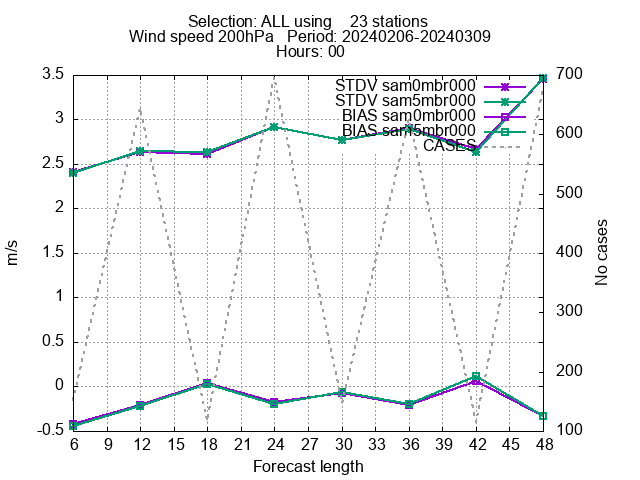 Selection: ALL using    23 stations
Wind speed 200hPa   Period: 20240206-20240309
Hours: 00
STDV sam0mbr000
STDV sam5mbr000
BIAS sam0mbr000
BIAS sam5mbr000
CASES
3.5
3
2.5
2
1.5
1
0.5
0
-0.5
m/s
700
600
500
400
300
200
100
No cases
6 9 12 15 18 21 24 27 30 33 36 39 42 45 48
Forecast length